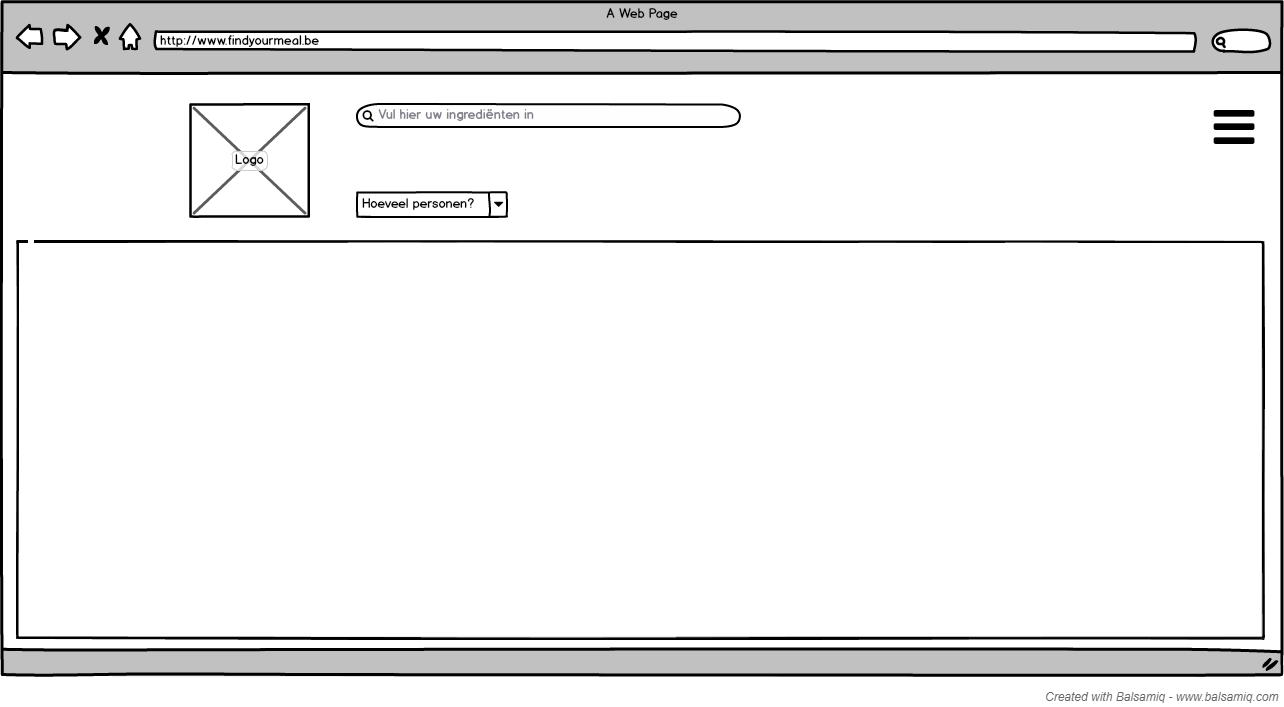 A Web Page
http://www.findyourmeal.be
Vul hier uw ingrediënten in
Logo
Hoeveel personen?
Created with Balsamiq - www.balsamiq.com